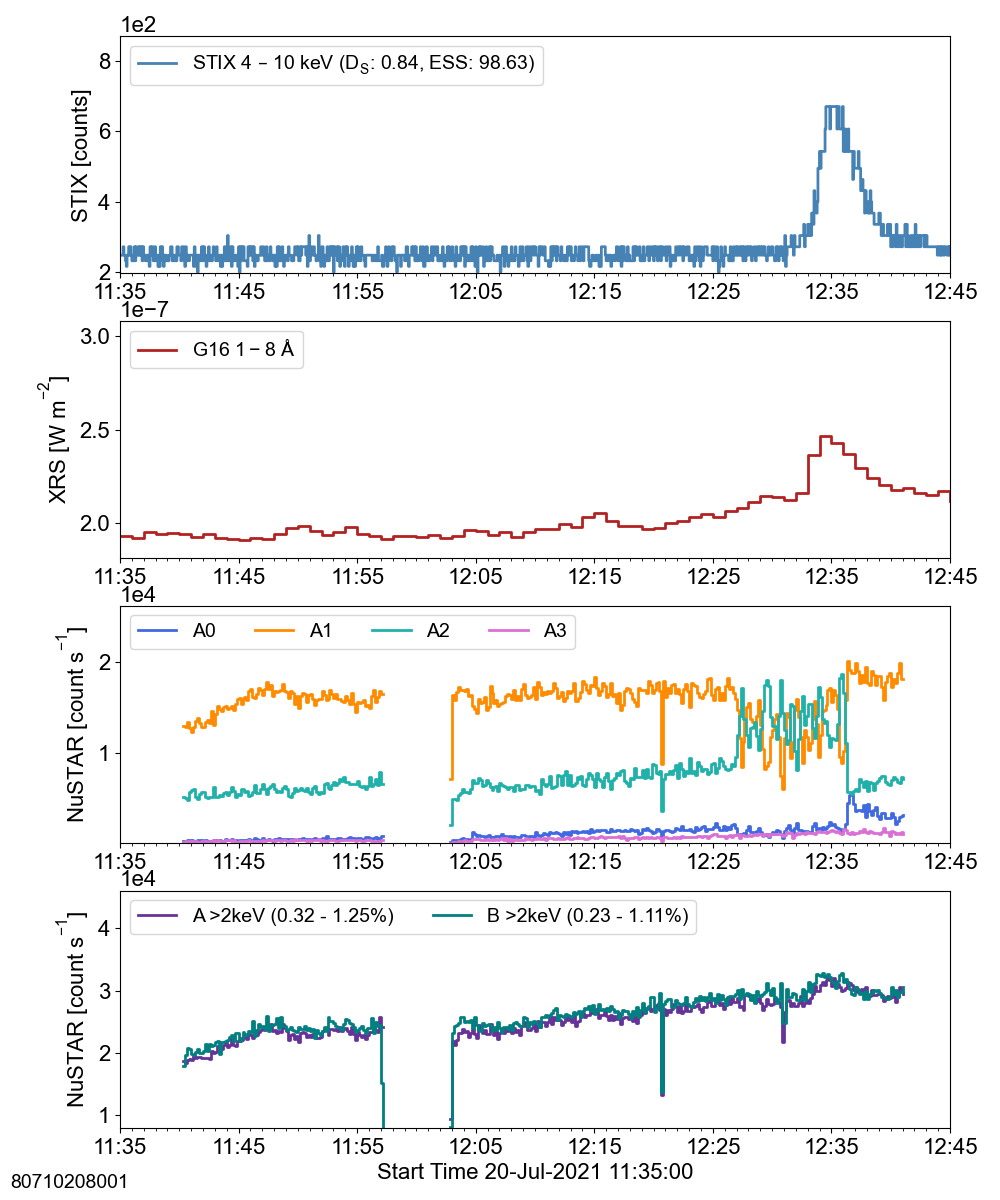 1e2
STIX 4 – 10 keV (DS: 0.84, ESS: 98.63)
STIX [counts]
8
6
4
2
11:35 11:45 11:55 12:05 12:15 12:25 12:35 12:45
1e−7
G16 1 – 8 Å
XRS [W m−2]
3.0
2.5
2.0
11:35 11:45 11:55 12:05 12:15 12:25 12:35 12:45
1e4
A0 A1 A2 A3
NuSTAR [count s−1]
2
1
11:35 11:45 11:55 12:05 12:15 12:25 12:35 12:45
1e4
A >2keV (0.32 - 1.25%) B >2keV (0.23 - 1.11%)
NuSTAR [count s−1]
4
3
2
1
11:35 11:45 11:55 12:05 12:15 12:25 12:35 12:45
Start Time 20-Jul-2021 11:35:00
80710208001